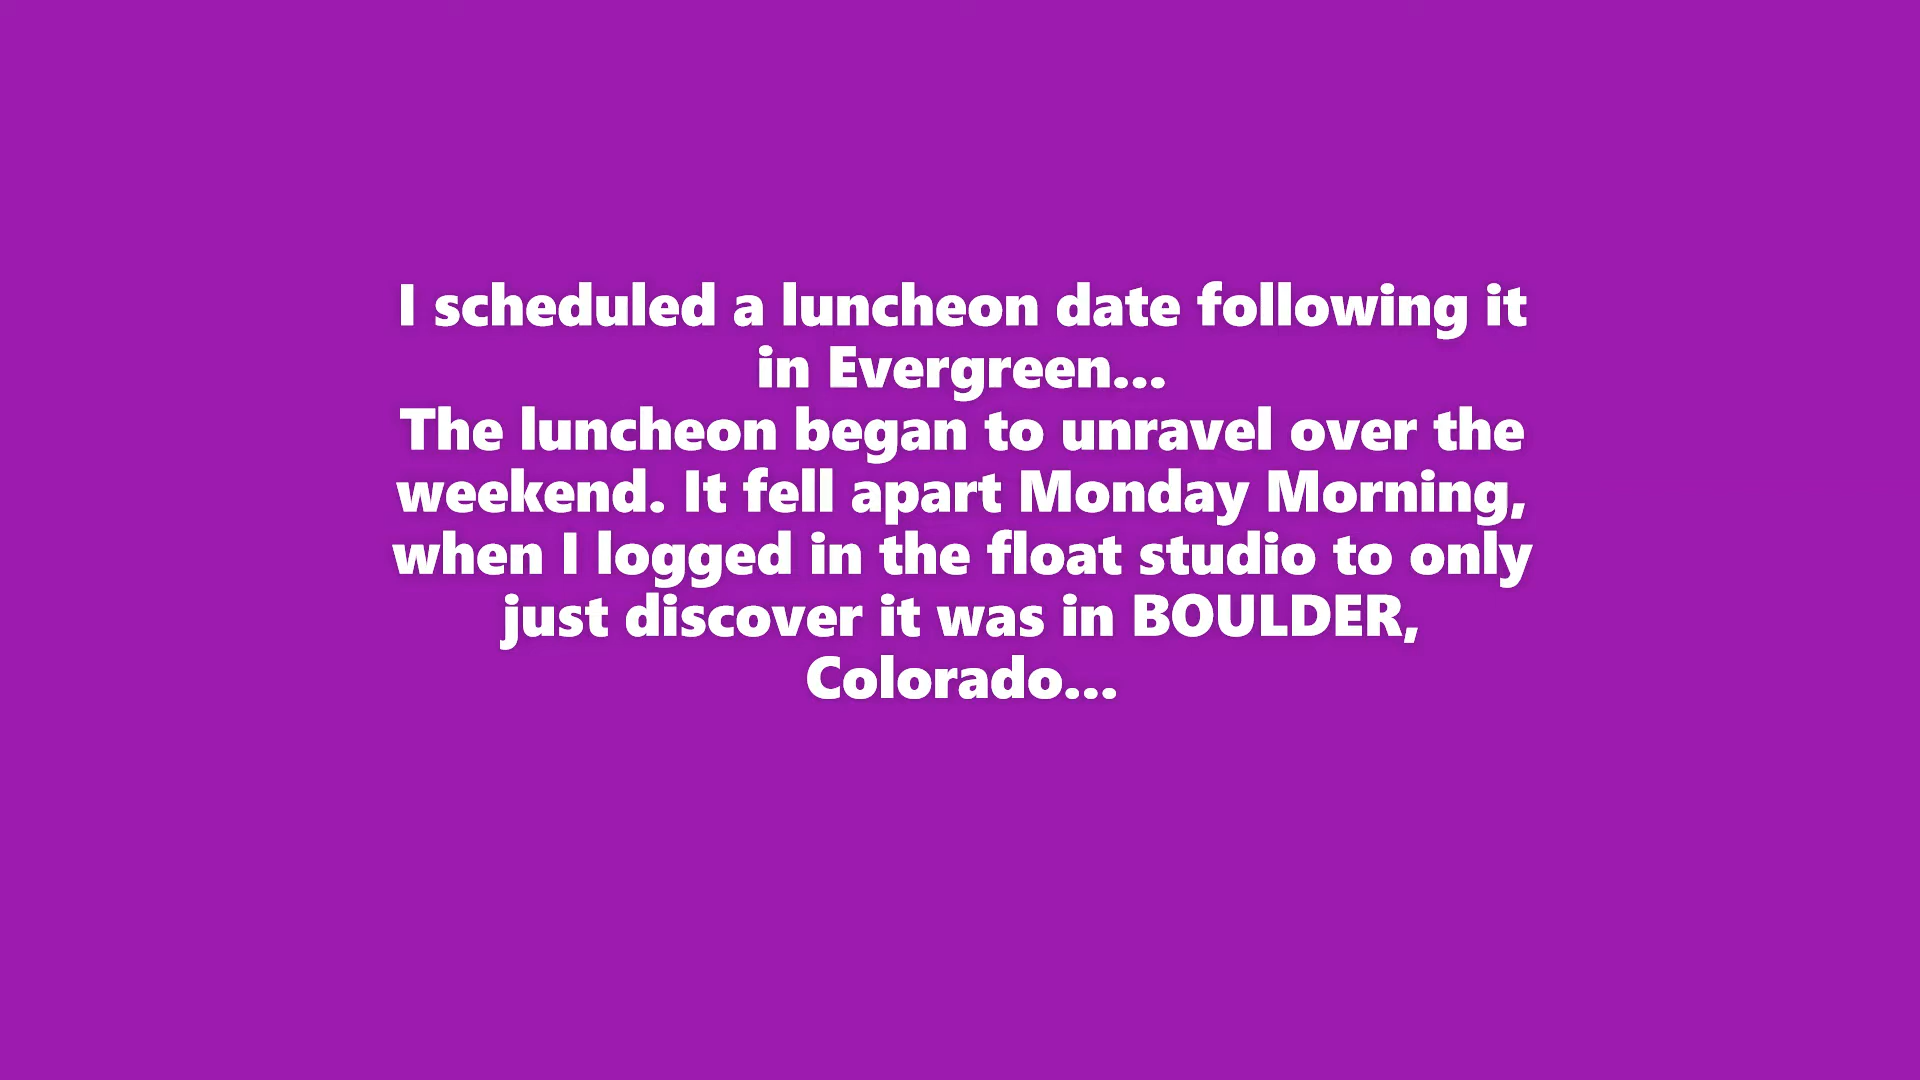 I scheduled a luncheon date following it
in Evergreen...
The luncheon began to unravel over the
weekend. It fell apart Monday Morning,
when I logged in the float studio to only
just discover it was in BOULDER,
Colorado...